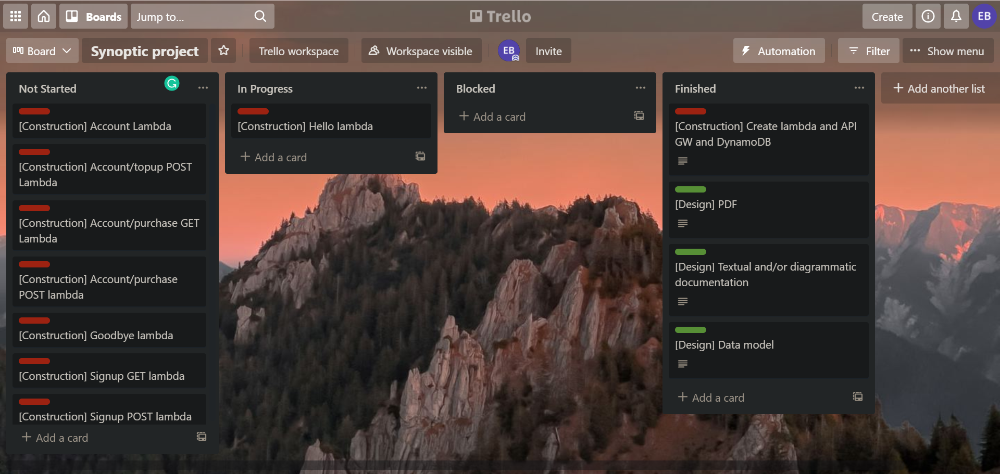 Boards
Jump to...
Trello
Create
EB
Board
Synoptic project
Trello workspace
Workspace visible
EB
Invite
Automation
Filter
Show menu
Not Started
[Construction] Account Lambda
[Construction] Account/topup POST
Lambda
[Construction] Account/purchase GET
Lambda
[Construction] Account/purchase
POST lambda
[Construction] Goodbye lambda
[Construction] Signup GET lambda
[Construction] Signup POST lambda
Add a card
In Progress
[Construction] Hello lambda
Add a card
Blocked
Add a card
Finished
[Construction] Create lambda and API
GW and DynamoDB
[Design] PDF
[Design] Textual and/or diagrammatic
documentation
[Design] Data model
Add a card
Add another list